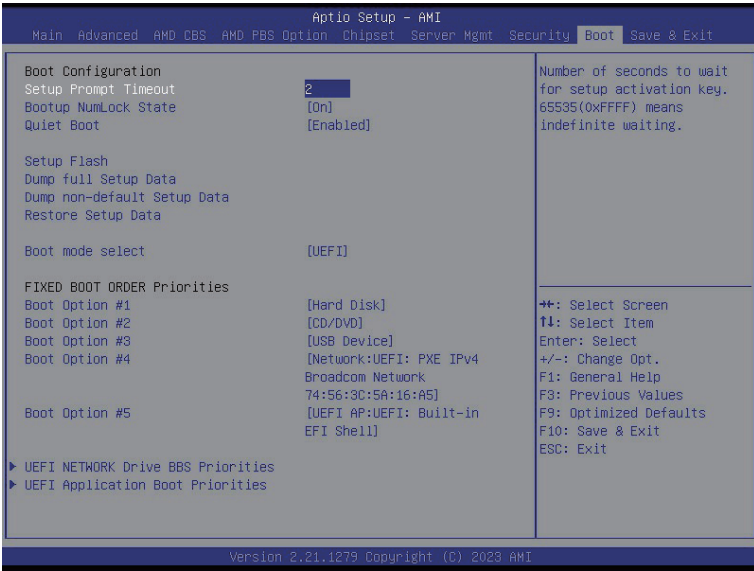 Aptio Setup – AMI
Main Advanced AMD CBS AMD PBS Option Chipset Server Mgmt Security Boot Save & Exit
Boot Configuration
Setup Prompt Timeout 2
Bootup NumLock State [On]
Quiet Boot [Enabled]
Setup Flash
Dump full Setup Data
Dump non-default Setup Data
Restore Setup Data
Boot mode select [UEFI]
FIXED BOOT ORDER Priorities
Boot Option #1 [Hard Disk]
Boot Option #2 [CD/DVD]
Boot Option #3 [USB Device]
Boot Option #4 [Network:UEFI: PXE IPv4
Broadcom Network
74:56:3C:5A:16:A5]
Boot Option #5 [UEFI AP:UEFI: Built-in
EFI Shell]
UEFI NETWORK Drive BBS Priorities
UEFI Application Boot Priorities
Number of seconds to wait
for setup activation key.
65535(0xFFFF) means
indefinite waiting.
→←: Select Screen
↑↓: Select Item
Enter: Select
+/-: Change Opt.
F1: General Help
F3: Previous Values
F9: Optimized Defaults
F10: Save & Exit
ESC: Exit
Version 2.21.1279 Copyright (C) 2023 AMI